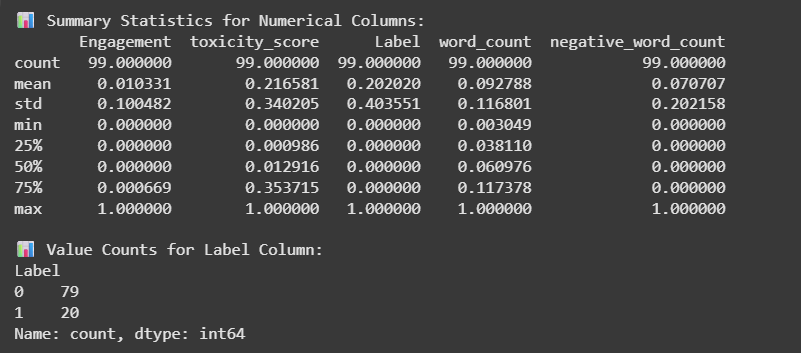 📊 Summary Statistics for Numerical Columns:
Engagement toxicity_score Label word_count negative_word_count
count 99.000000 99.000000 99.000000 99.000000 99.000000
mean 0.010331 0.216581 0.202020 0.092788 0.070707
std 0.100482 0.340205 0.403551 0.116801 0.202158
min 0.000000 0.000000 0.000000 0.003049 0.000000
25% 0.000000 0.000986 0.000000 0.038110 0.000000
50% 0.000000 0.012916 0.000000 0.060976 0.000000
75% 0.000669 0.353715 0.000000 0.117378 0.000000
max 1.000000 1.000000 1.000000 1.000000 1.000000
📊 Value Counts for Label Column:
Label
0 79
1 20
Name: count, dtype: int64